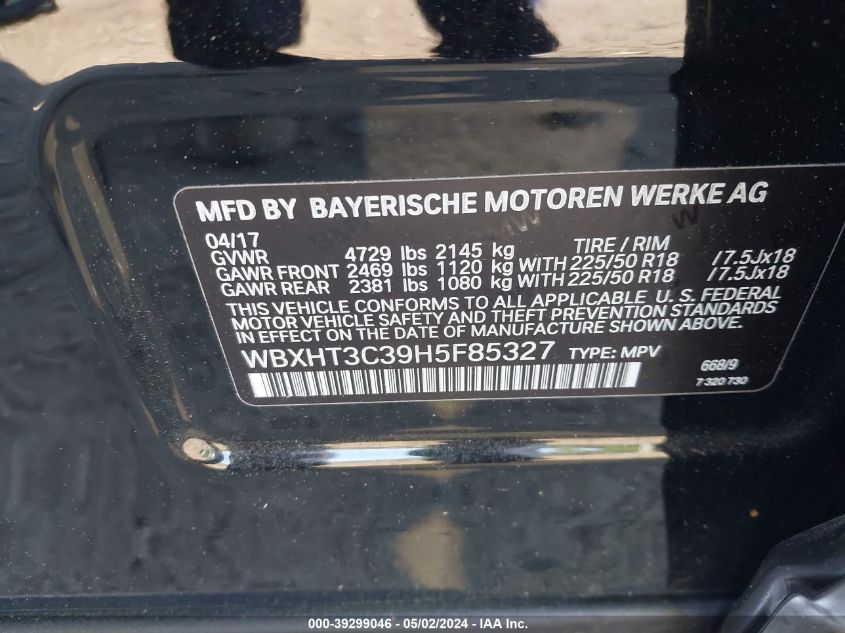 MFD BY BAYERISCHE MOTOREN WERKE AG
04/17 TIRE / RIM
GVWR 4729 lbs 2145 kg
GAWR FRONT 2469 lbs 1120 kg WITH 225/50 R18 /7.5Jx18
GAWR REAR 2381 lbs 1080 kg WITH 225/50 R18 /7.5Jx18
THIS VEHICLE CONFORMS TO ALL APPLICABLE U.S. FEDERAL
MOTOR VEHICLE SAFETY AND THEFT PREVENTION STANDARDS
IN EFFECT ON THE DATE OF MANUFACTURE SHOWN ABOVE.
WBXHT3C39H5F85327 TYPE: MPV 668/9
7 320 730
000-39299046 - 05/02/2024 - IAA Inc.